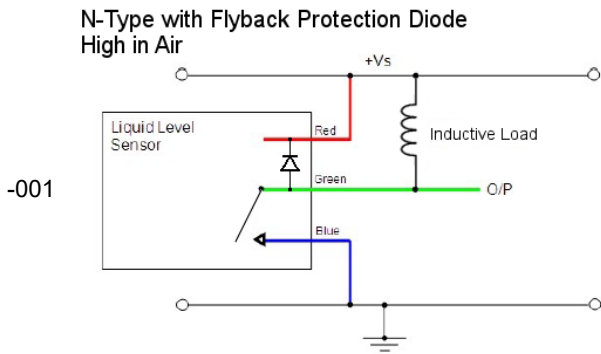 N-Type with Flyback Protection Diode
High in Air
+Vs
Liquid Level
Sensor
Red
Inductive Load
-001
Green
O/P
Blue